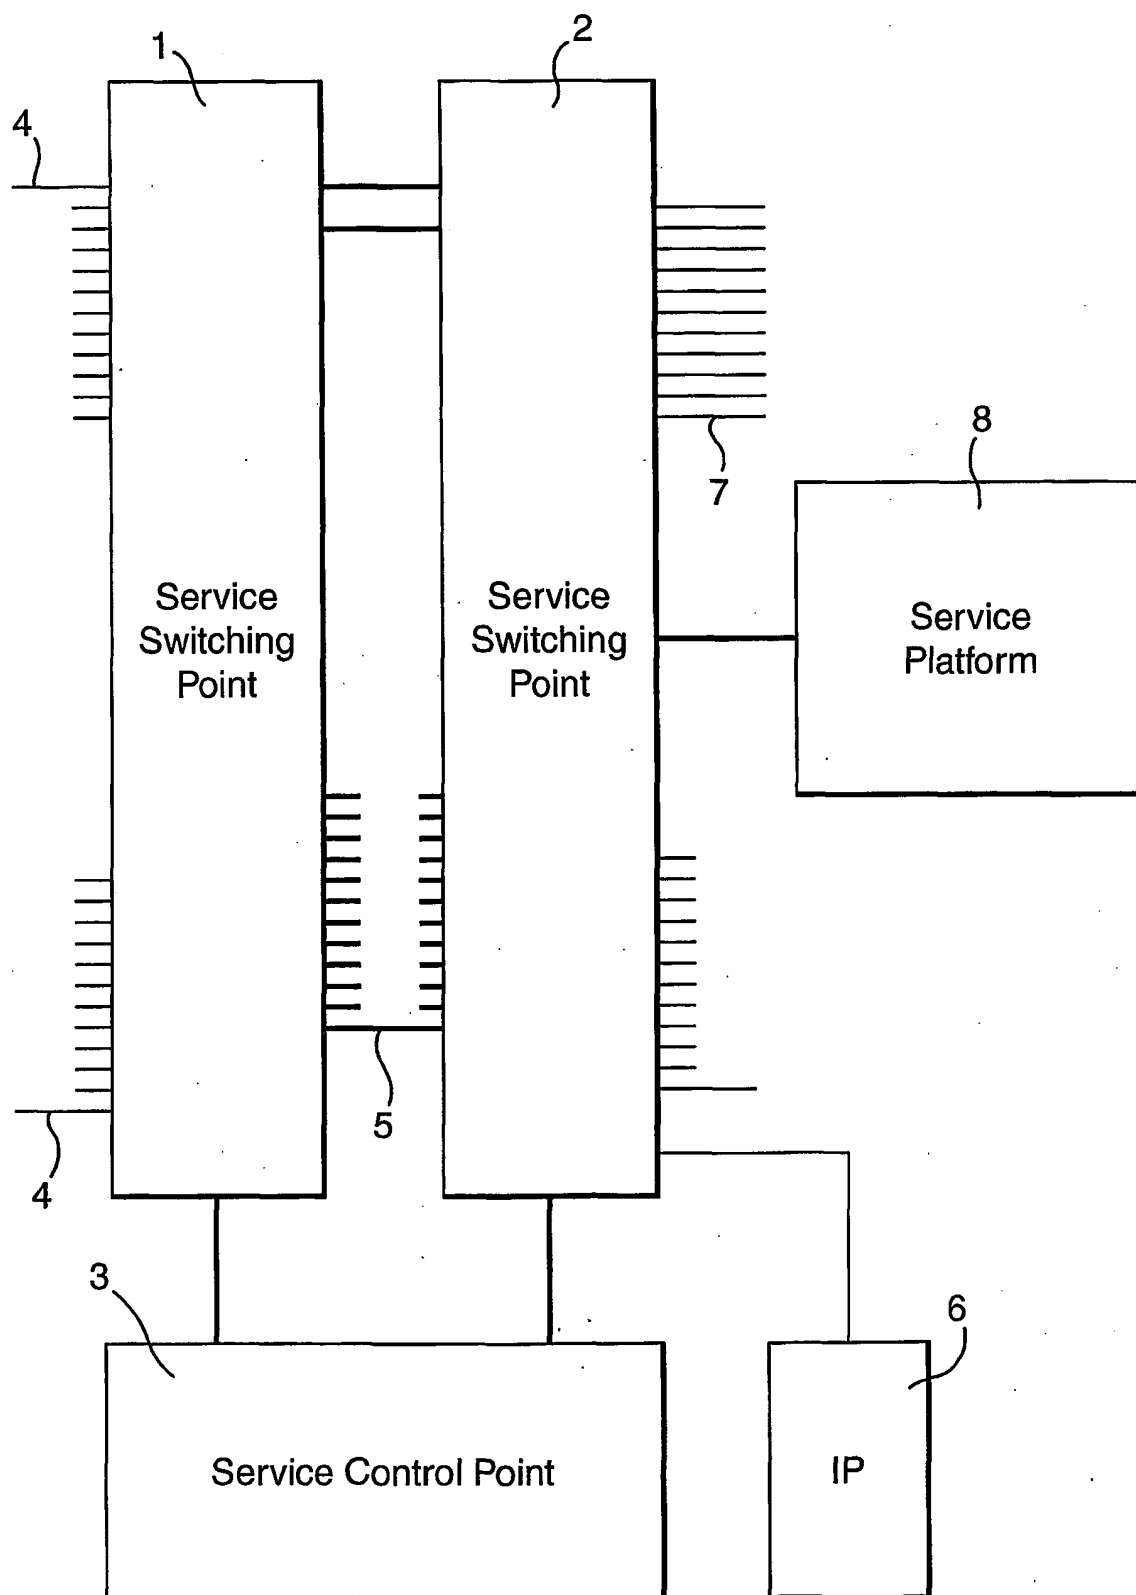 1
2
4
8
7
Service
Switching
Point
Service
Switching
Point
Service
Platform
5
4
3
6
Service Control Point
IP